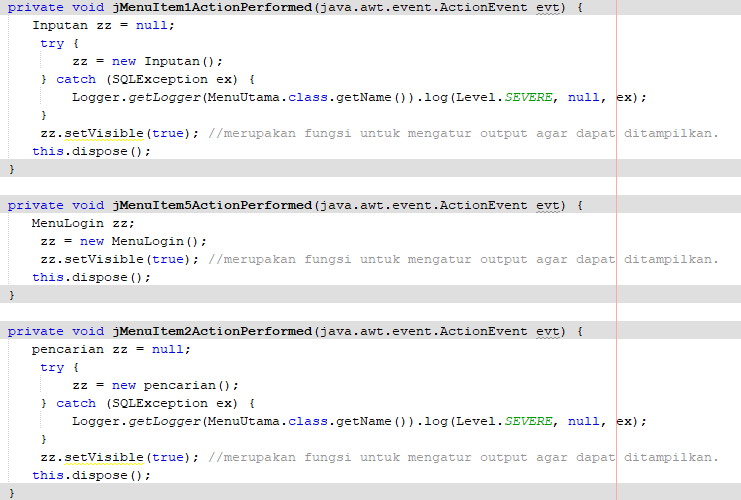 private void jMenuItem1ActionPerformed(java.awt.event.ActionEvent evt) {
Inputan zz = null;
try {
zz = new Inputan();
} catch (SQLException ex) {
Logger.getLogger(MenuUtama.class.getName()).log(Level.SEVERE, null, ex);
}
zz.setVisible(true); //merupakan fungsi untuk mengatur output agar dapat ditampilkan.
this.dispose();
}
private void jMenuItem5ActionPerformed(java.awt.event.ActionEvent evt) {
MenuLogin zz;
zz = new MenuLogin();
zz.setVisible(true); //merupakan fungsi untuk mengatur output agar dapat ditampilkan.
this.dispose();
}
private void jMenuItem2ActionPerformed(java.awt.event.ActionEvent evt) {
pencarian zz = null;
try {
zz = new pencarian();
} catch (SQLException ex) {
Logger.getLogger(MenuUtama.class.getName()).log(Level.SEVERE, null, ex);
}
zz.setVisible(true); //merupakan fungsi untuk mengatur output agar dapat ditampilkan.
this.dispose();
}